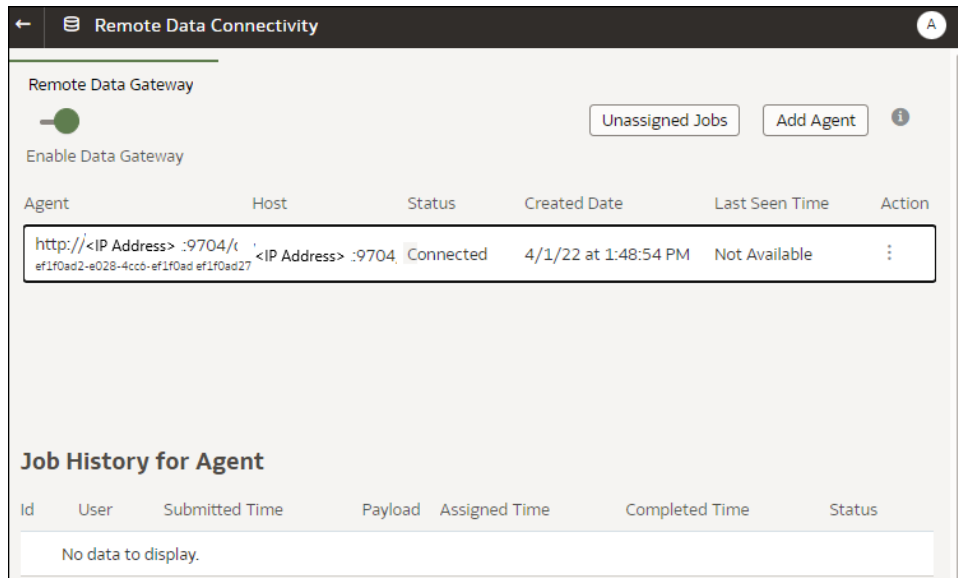 Remote Data Connectivity
A
Remote Data Gateway
Unassigned Jobs Add Agent
Enable Data Gateway
Agent Host Status Created Date Last Seen Time Action
http://<IP Address> :9704/ <IP Address> :9704 Connected 4/1/22 at 1:48:54 PM Not Available
ef1f0ad2-e028-4cc6-ef1f0ad ef1f0ad27
Job History for Agent
Id User Submitted Time Payload Assigned Time Completed Time Status
No data to display.